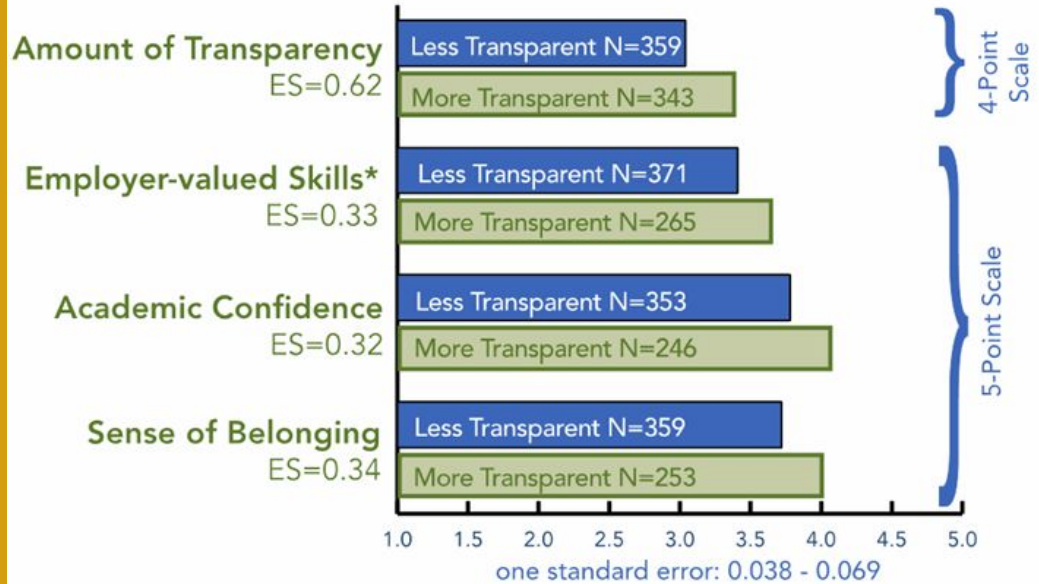 Amount of Transparency
ES=0.62
Less Transparent N=359
More Transparent N=343
4-Point
Scale
Employer-valued Skills*
ES=0.33
Less Transparent N=371
More Transparent N=265
Academic Confidence
ES=0.32
Less Transparent N=353
More Transparent N=246
Sense of Belonging
ES=0.34
Less Transparent N=359
More Transparent N=253
5-Point Scale
1.0 1.5 2.0 2.5 3.0 3.5 4.0 4.5 5.0
one standard error: 0.038 - 0.069